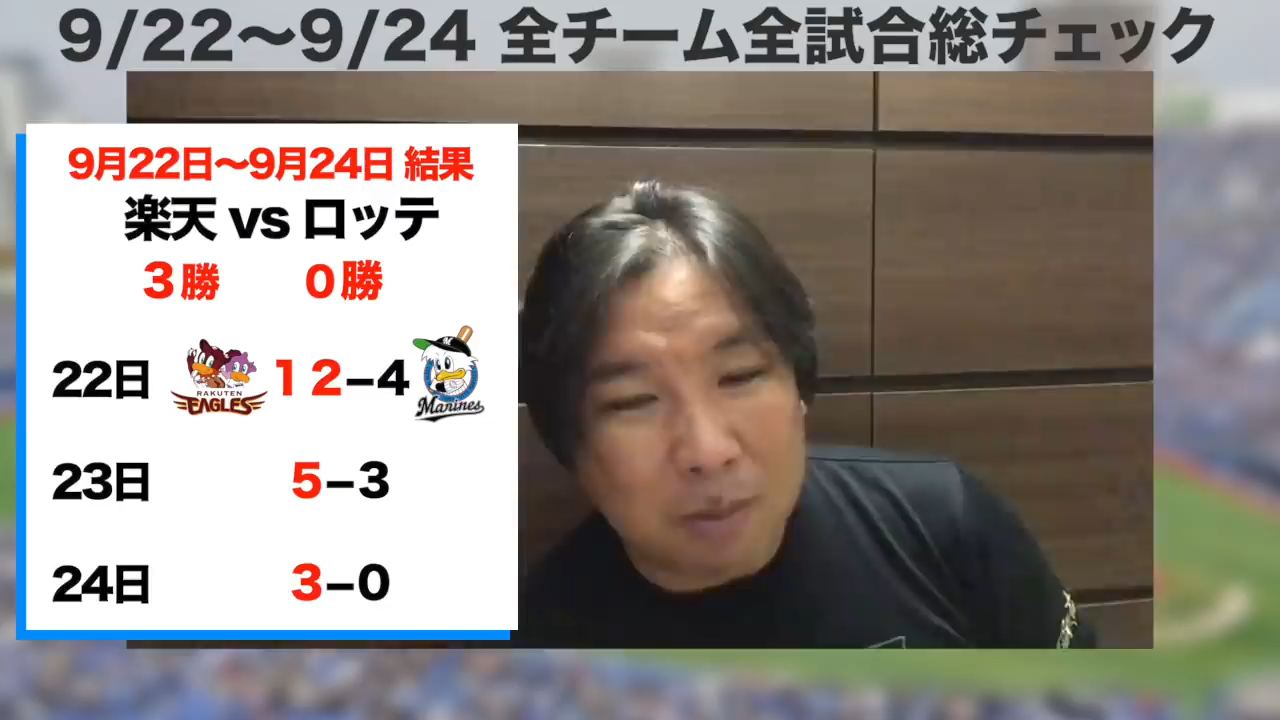 9/22～9/24 全チーム全試合総チェック
9月22日～9月24日 結果
楽天 vs ロッテ
3勝 0勝
22日 RAKUTEN EAGLES 12–4 Marines
23日 5–3
24日 3–0